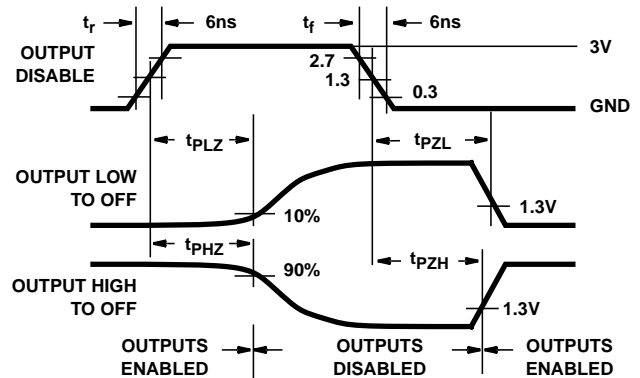 tr 6ns tf 6ns
OUTPUT
DISABLE
3V
2.7
1.3
0.3
GND
tPLZ tPZL
OUTPUT LOW
TO OFF
10%
1.3V
tPHZ tPZH
90%
OUTPUT HIGH
TO OFF
1.3V
OUTPUTS
ENABLED
OUTPUTS
DISABLED
OUTPUTS
ENABLED